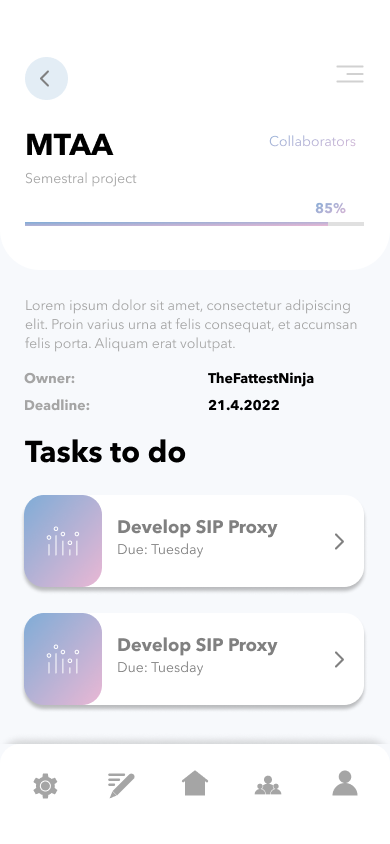 MTAA
Collaborators
Semestral project
85%
Lorem ipsum dolor sit amet, consectetur adipiscing
elit. Proin varius urna at felis consequat, et accumsan
felis porta. Aliquam erat volutpat.
Owner: TheFattestNinja
Deadline: 21.4.2022
Tasks to do
Develop SIP Proxy
Due: Tuesday
Develop SIP Proxy
Due: Tuesday